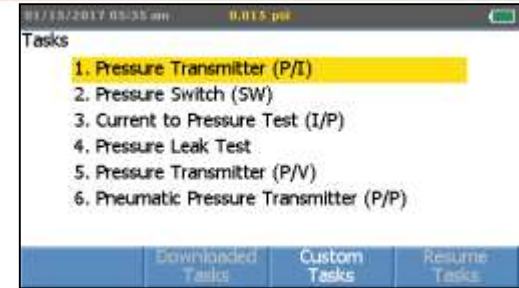 01/13/2017 05:35 am 0.015 psi
Tasks
1. Pressure Transmitter (P/I)
2. Pressure Switch (SW)
3. Current to Pressure Test (I/P)
4. Pressure Leak Test
5. Pressure Transmitter (P/V)
6. Pneumatic Pressure Transmitter (P/P)
Downloaded Custom Resume
Tasks Tasks Tasks